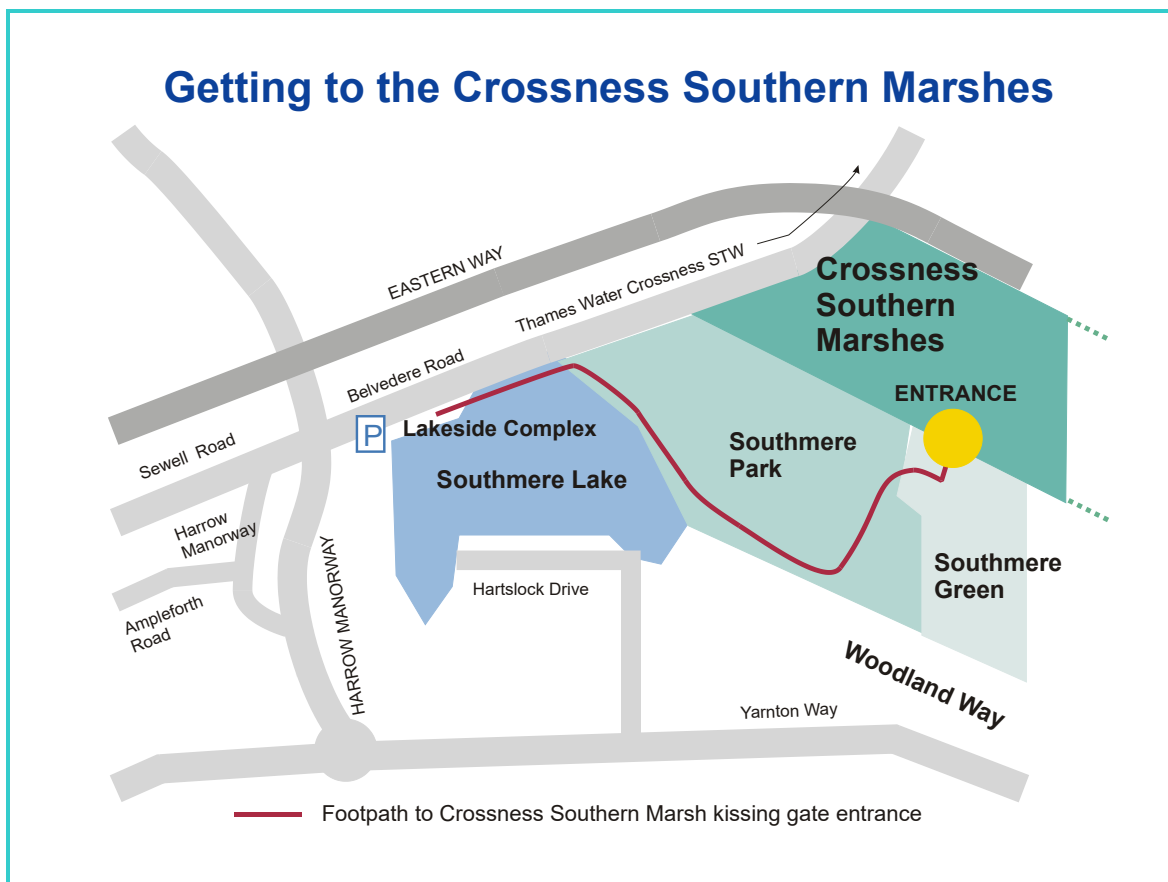 Getting to the Crossness Southern Marshes
EASTERN WAY
Thames Water Crossness STW
Crossness
Southern
Marshes
Belvedere Road
ENTRANCE
P
Lakeside Complex
Sewell Road
Southmere
Park
Southmere Lake
Harrow
Manorway
HARROW MANORWAY
Hartslock Drive
Southmere
Green
Ampleforth
Road
Woodland Way
Yarnton Way
Footpath to Crossness Southern Marsh kissing gate entrance